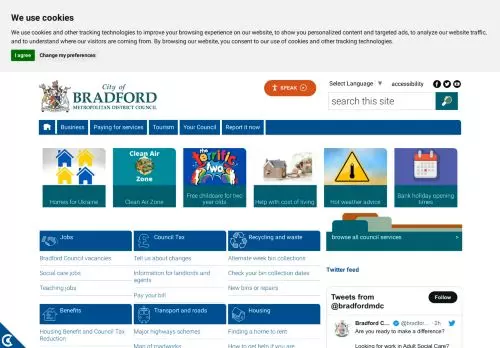 We use cookies
We use cookies and other tracking technologies to improve your browsing experience on our website, to show you personalized content and targeted ads, to analyze our website traffic,
and to understand where our visitors are coming from. By browsing our website, you consent to our use of cookies and other tracking technologies.
I agree Change my preferences
City of
BRADFORD
METROPOLITAN DISTRICT COUNCIL
SPEAK
Select Language ▼ accessibility
search this site
Business Paying for services Tourism Your Council Report it now
Clean Air
Zone
the Terrific Two's
Homes for Ukraine
Clean Air Zone
Free childcare for two
year olds
Help with cost of living
Hot weather advice
Bank holiday opening
times
Jobs
Council Tax
Recycling and waste
browse all council services >
Bradford Council vacancies
Tell us about changes
Alternate week bin collections
Social care jobs
Information for landlords and
agents
Check your bin collection dates
Teaching jobs
Pay your bill
New bins or repairs
Twitter feed
Tweets from
@bradfordmdc
Follow
Benefits
Transport and roads
Housing
Housing Benefit and Council Tax
Reduction
Major highways schemes
Finding a home to rent
Map of roadworks
How to get help if you are
Bradford C... @bradfor... · 2h
Are you ready to make a difference?
Looking for work in Adult Social Care?